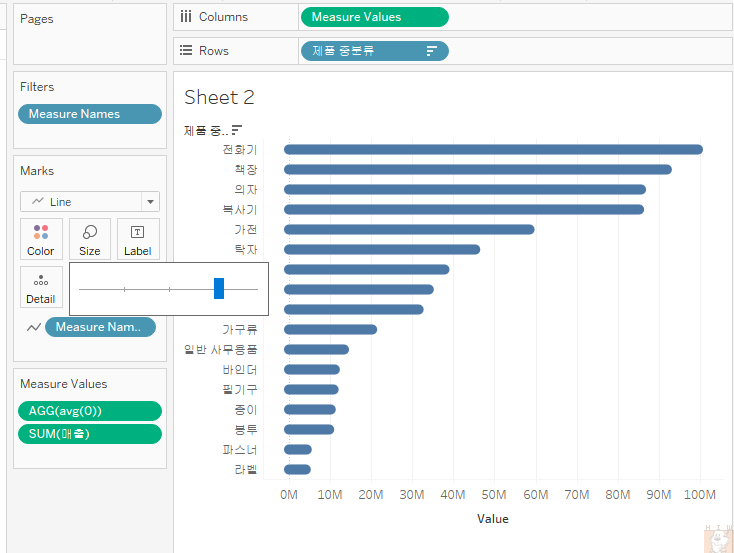 Pages
Columns
Measure Values
Rows
제품 중분류
Filters
Measure Names
Marks
Line
Color
Size
Label
Detail
Measure Nam..
Measure Values
AGG(avg(0))
SUM(매출)
Sheet 2
제품 중..
전화기
책장
의자
복사기
가전
탁자
가구류
일반 사무용품
바인더
필기구
종이
봉투
파스너
라벨
0M 10M 20M 30M 40M 50M 60M 70M 80M 90M 100M
Value